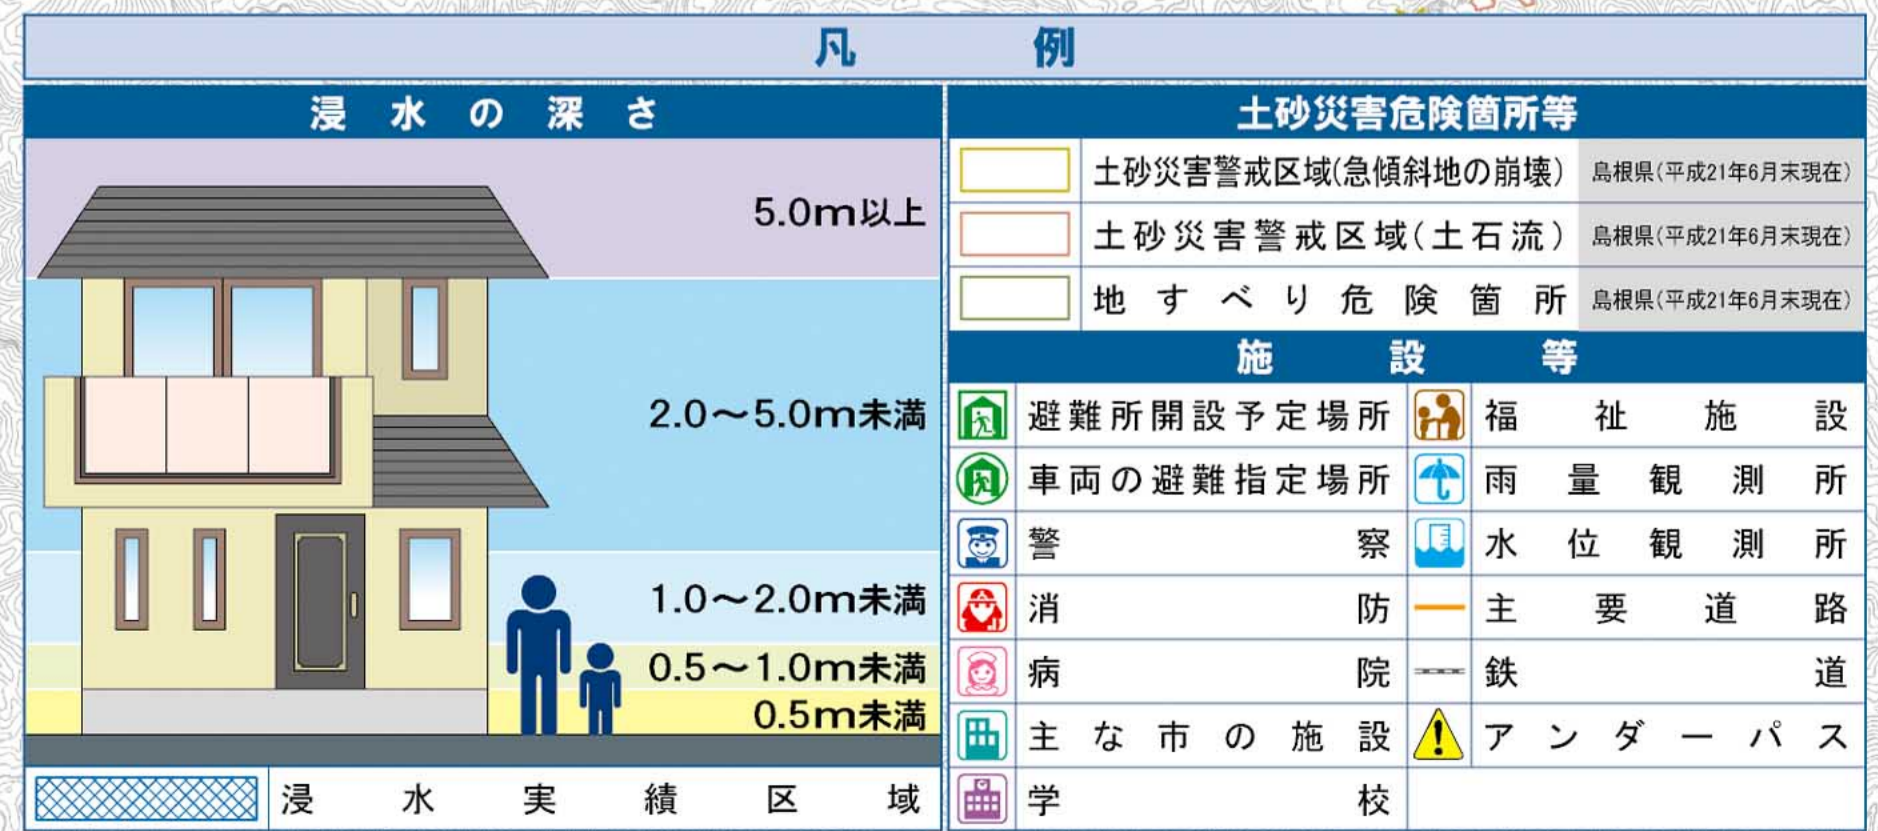 凡例
浸水の深さ
5.0m以上
2.0～5.0m未満
1.0～2.0m未満
0.5～1.0m未満
0.5m未満
浸水実績区域
土砂災害危険箇所等
土砂災害警戒区域(急傾斜地の崩壊) 島根県(平成21年6月末現在)
土砂災害警戒区域(土石流) 島根県(平成21年6月末現在)
地すべり危険箇所 島根県(平成21年6月末現在)
施設等
避難所開設予定場所 福祉施設
車両の避難指定場所 雨量観測所
警察 水位観測所
消防 主要道路
病院 鉄道
主な市の施設 アンダーパス
学校